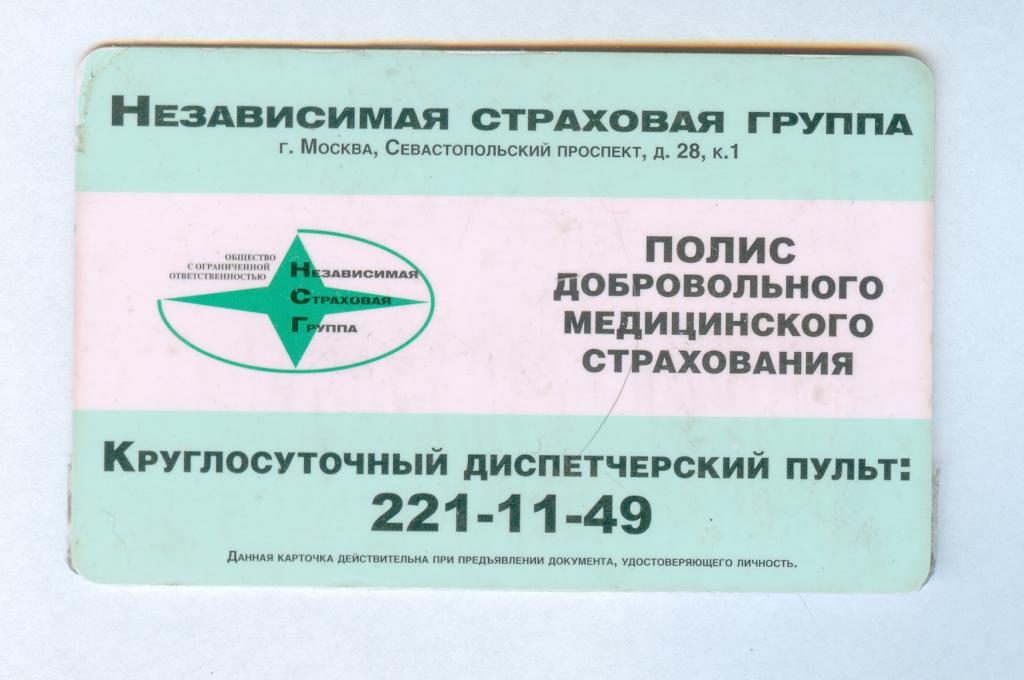 Независимая страховая группа
г. Москва, Севастопольский проспект, д. 28, к.1
ОБЩЕСТВО
С ОГРАНИЧЕННОЙ
ОТВЕТСТВЕННОСТЬЮ
Независимая
Страховая
Группа
ПОЛИС
ДОБРОВОЛЬНОГО
МЕДИЦИНСКОГО
СТРАХОВАНИЯ
Круглосуточный диспетчерский пульт:
221-11-49
Данная карточка действительна при предъявлении документа, удостоверяющего личность.